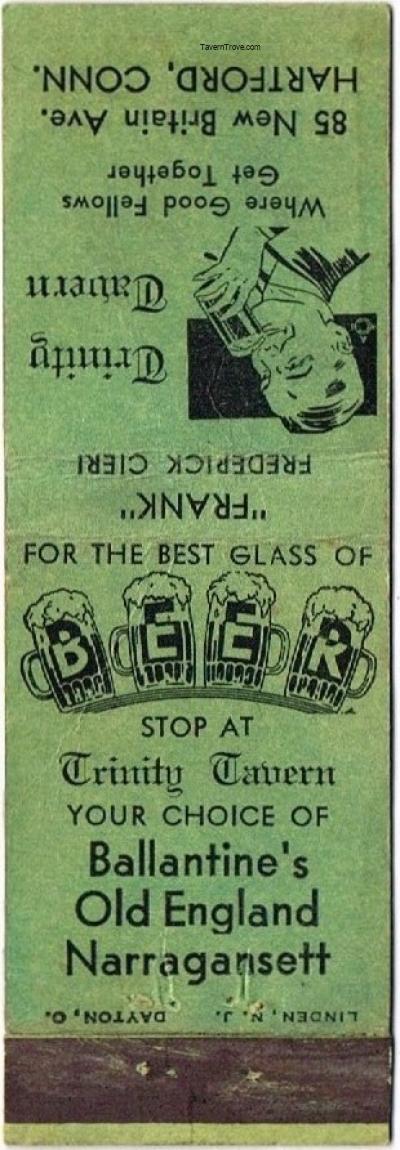 TavernTrove.com
HARTFORD, CONN.
85 New Britain Ave.
Get Together
Where Good Fellows
Tavern
Trinity
FREDERICK CIERI
"FRANK"
FOR THE BEST GLASS OF
BEER
STOP AT
Trinity Tavern
YOUR CHOICE OF
Ballantine's
Old England
Narragansett
LINDEN, N. J. DAYTON, O.